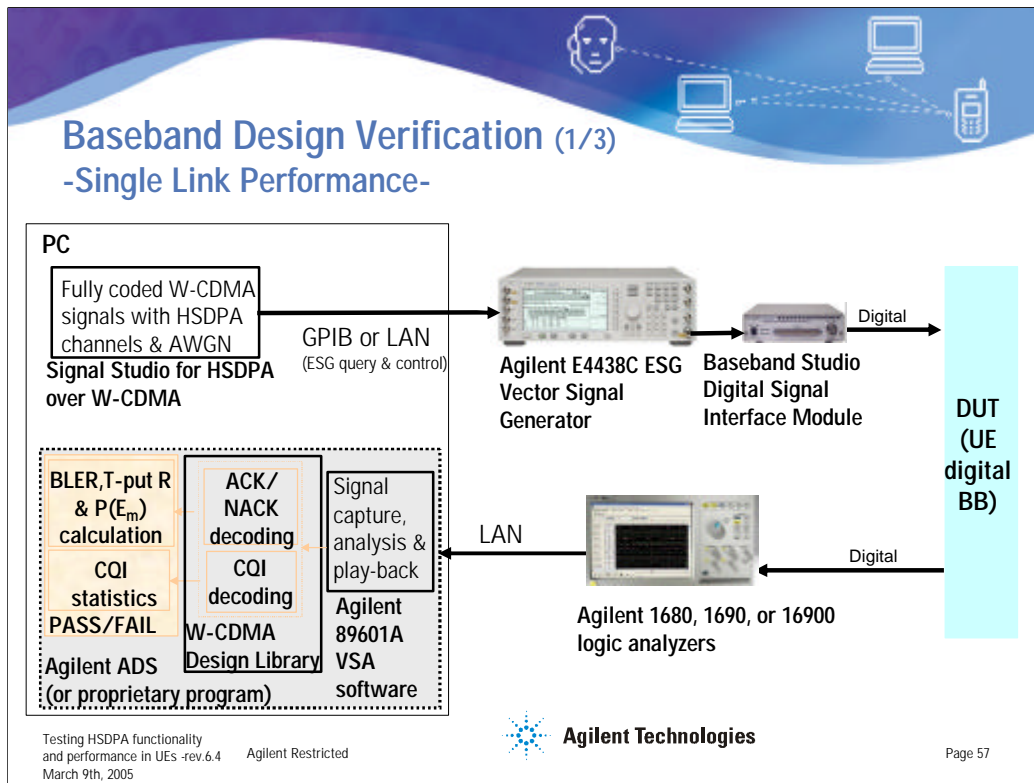 Baseband Design Verification (1/3)
-Single Link Performance-
PC
Fully coded W-CDMA
signals with HSDPA
channels & AWGN
Signal Studio for HSDPA
over W-CDMA
GPIB or LAN
(ESG query & control)
Agilent E4438C ESG
Vector Signal
Generator
Baseband Studio
Digital Signal
Interface Module
Digital
DUT
(UE
digital
BB)
BLER,T-put R
& P(Em)
calculation
CQI
statistics
PASS/FAIL
ACK/
NACK
decoding
CQI
decoding
W-CDMA
Design Library
Signal
capture,
analysis &
play-back
Agilent
89601A
VSA
software
Agilent ADS
(or proprietary program)
LAN
Agilent 1680, 1690, or 16900
logic analyzers
Digital
Testing HSDPA functionality
and performance in UEs -rev.6.4
March 9th, 2005
Agilent Restricted
Agilent Technologies
Page 57